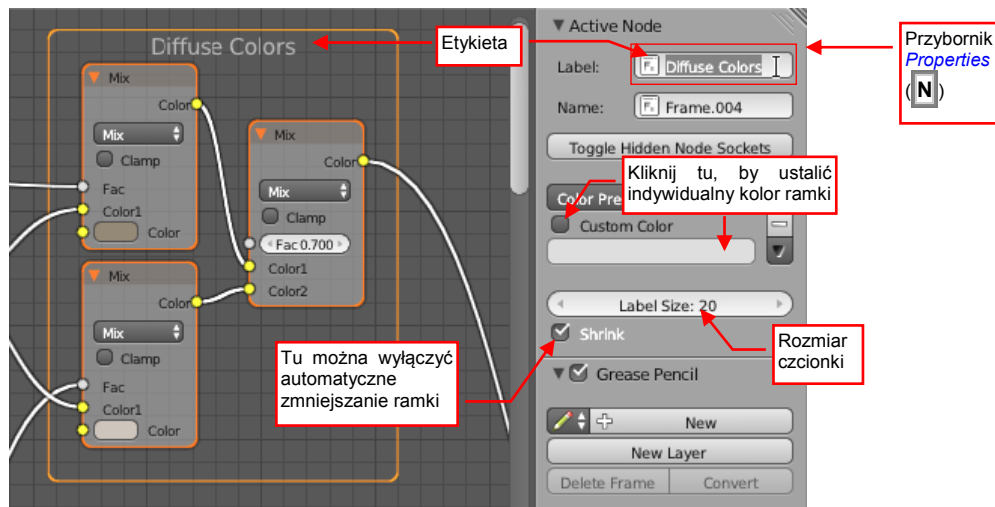 Diffuse Colors
Mix
Color
Mix
Clamp
Fac
Color1
Color
Mix
Color
Mix
Clamp
Fac 0.700
Color1
Color2
Mix
Color
Mix
Clamp
Fac
Color1
Color
Etykieta
Tu można wyłączyć
automatyczne
zmniejszanie ramki
Active Node
Label:
F
Diffuse Colors
Name:
F
Frame.004
Toggle Hidden Node Sockets
Kliknij tu, by ustalić
indywidualny kolor ramki
Color Pre
Custom Color
Label Size: 20
Shrink
Rozmiar
czcionki
Grease Pencil
New
New Layer
Delete Frame
Convert
Przybornik
Properties
(N)